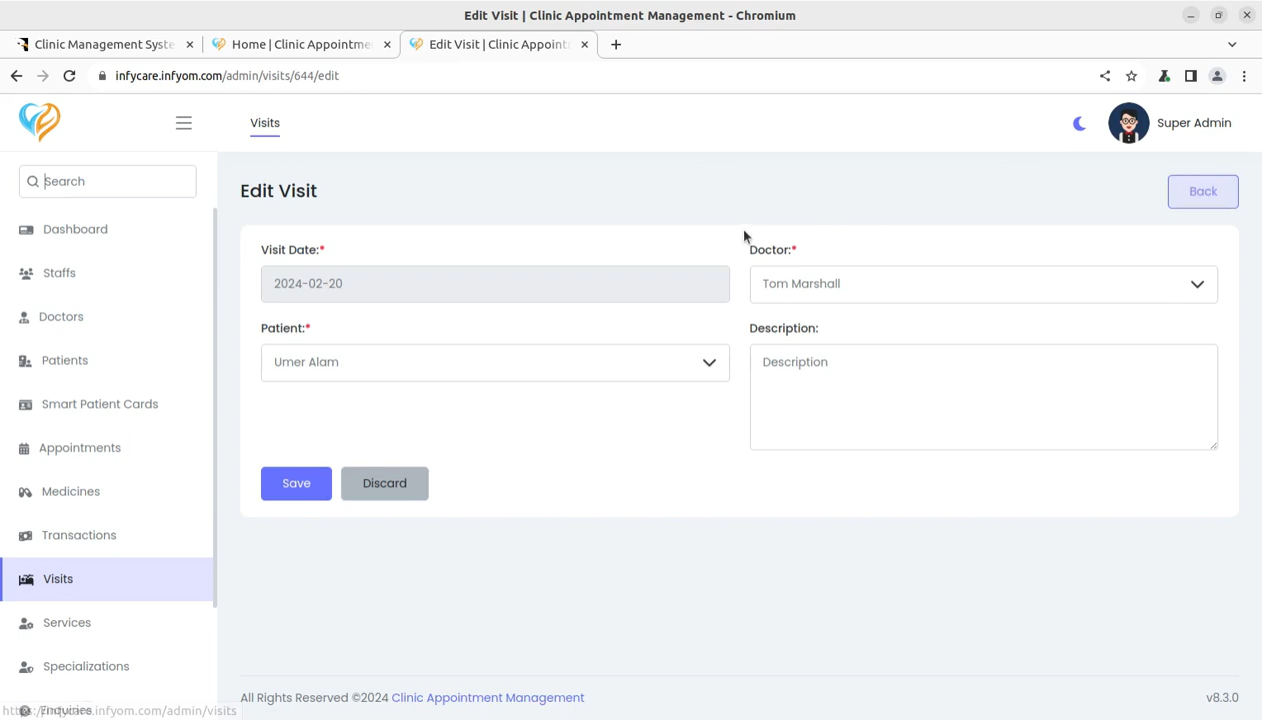 Edit Visit | Clinic Appointment Management - Chromium
Clinic Management Syste
Home | Clinic Appointme
Edit Visit | Clinic Appoint
infycare.infyom.com/admin/visits/644/edit
Visits
Super Admin
Search
Edit Visit
Back
Dashboard
Staffs
Doctors
Patients
Smart Patient Cards
Appointments
Medicines
Transactions
Visits
Services
Specializations
Enquiries
Visit Date:*
2024-02-20
Doctor:*
Tom Marshall
Patient:*
Umer Alam
Description:
Description
Save
Discard
All Rights Reserved ©2024 Clinic Appointment Management
v8.3.0
https://infycare.infyom.com/admin/visits